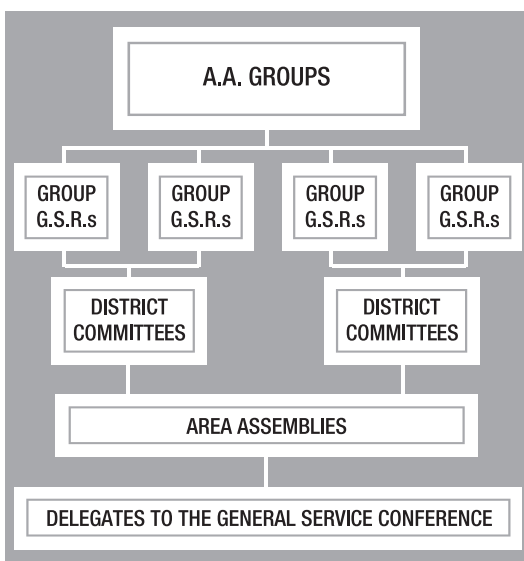 A.A. GROUPS
GROUP
G.S.R.s
GROUP
G.S.R.s
GROUP
G.S.R.s
GROUP
G.S.R.s
DISTRICT
COMMITTEES
DISTRICT
COMMITTEES
AREA ASSEMBLIES
DELEGATES TO THE GENERAL SERVICE CONFERENCE